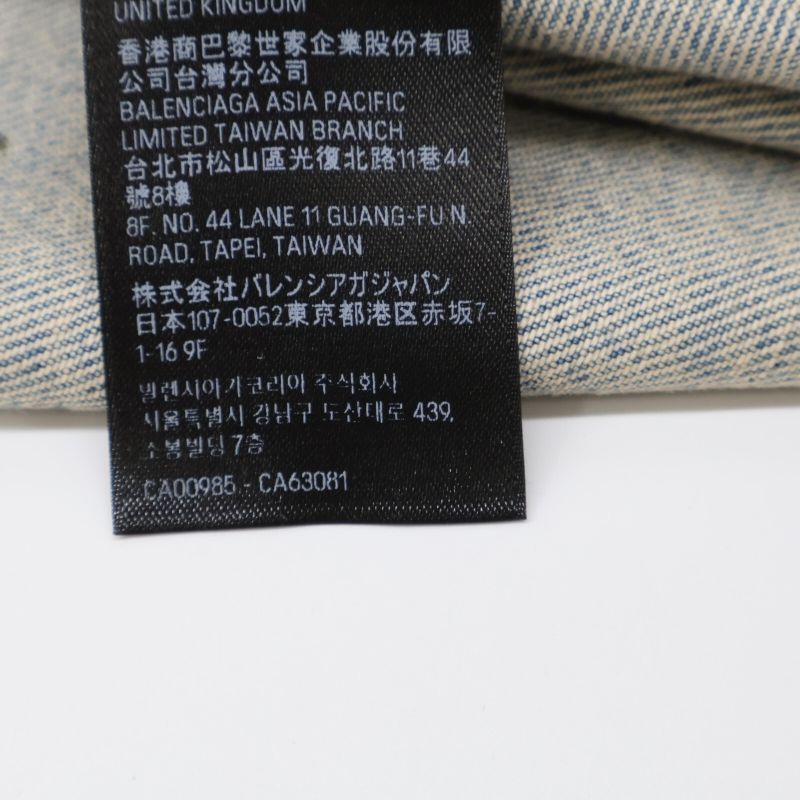 UNITED KINGDOM
香港商巴黎世家企業股份有限
公司台灣分公司
BALENCIAGA ASIA PACIFIC
LIMITED TAIWAN BRANCH
台北市松山區光復北路11巷44
號8樓
8F. NO. 44 LANE 11 GUANG-FU N.
ROAD, TAPEI, TAIWAN
株式会社バレンシアガジャパン
日本107-0052東京都港区赤坂7-
1-16 9F
발렌시아가코리아 주식회사
서울특별시 강남구 도산대로 439,
소봉빌딩 7층
CA00985 - CA63081